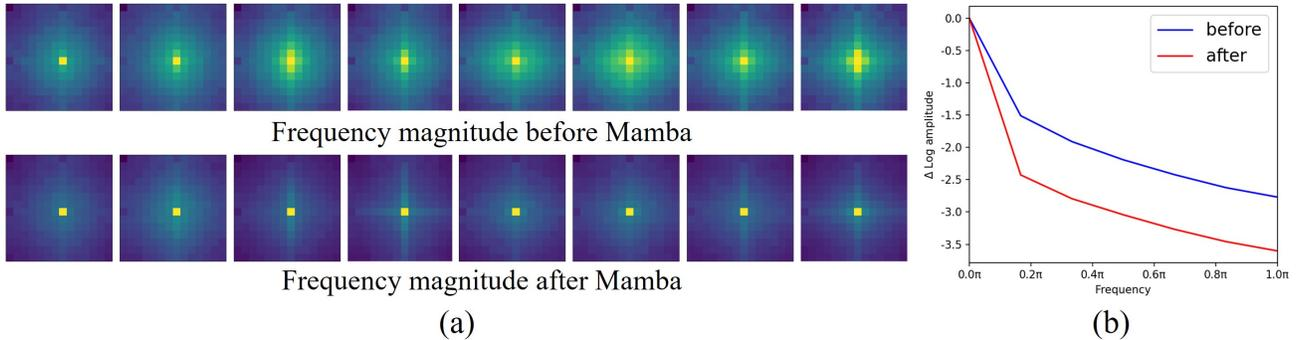 Frequency magnitude before Mamba
Frequency magnitude after Mamba
(a)
before
after
0.0
-0.5
-1.0
-1.5
-2.0
-2.5
-3.0
-3.5
Δ Log amplitude
0.0π 0.2π 0.4π 0.6π 0.8π 1.0π
Frequency
(b)